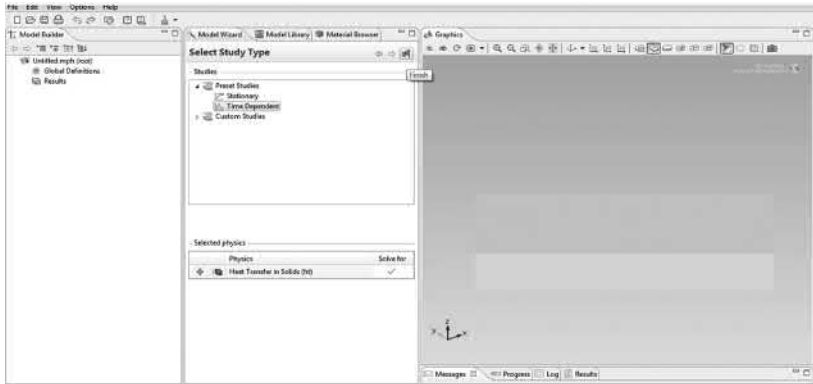 File Edit View Options Help
Model Builder
Untitled.mph (root)
Global Definitions
Results
Model Wizard Model Library Material Browser
Select Study Type
Studies
Preset Studies
Stationary
Time Dependent
Custom Studies
Finish
Selected physics
Physics Solve for
Heat Transfer in Solids (ht)
Graphics
z
y x
Messages Progress Log Results